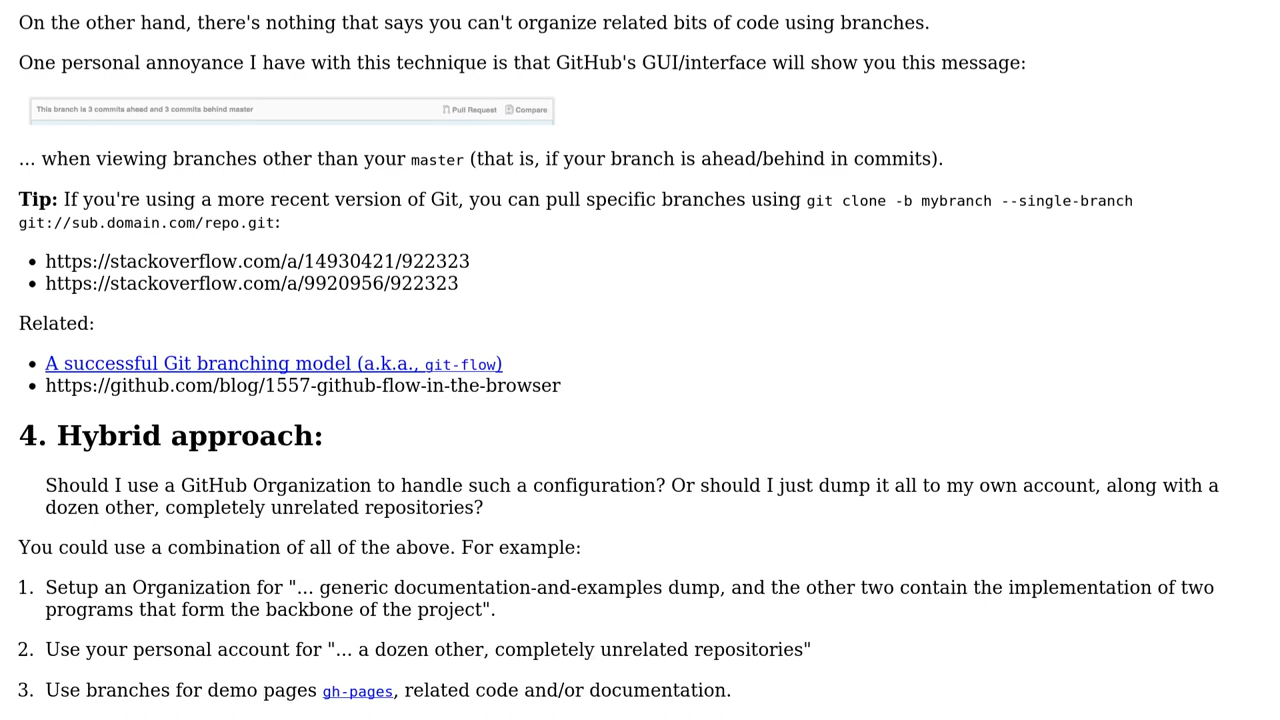 On the other hand, there's nothing that says you can't organize related bits of code using branches.
One personal annoyance I have with this technique is that GitHub's GUI/interface will show you this message:
This branch is 3 commits ahead and 3 commits behind master Pull Request Compare
... when viewing branches other than your master (that is, if your branch is ahead/behind in commits).
Tip: If you're using a more recent version of Git, you can pull specific branches using git clone -b mybranch --single-branch
git://sub.domain.com/repo.git:
• https://stackoverflow.com/a/14930421/922323
• https://stackoverflow.com/a/9920956/922323
Related:
• A successful Git branching model (a.k.a., git-flow)
• https://github.com/blog/1557-github-flow-in-the-browser
4. Hybrid approach:
Should I use a GitHub Organization to handle such a configuration? Or should I just dump it all to my own account, along with a
dozen other, completely unrelated repositories?
You could use a combination of all of the above. For example:
1. Setup an Organization for "... generic documentation-and-examples dump, and the other two contain the implementation of two
programs that form the backbone of the project".
2. Use your personal account for "... a dozen other, completely unrelated repositories"
3. Use branches for demo pages gh-pages, related code and/or documentation.